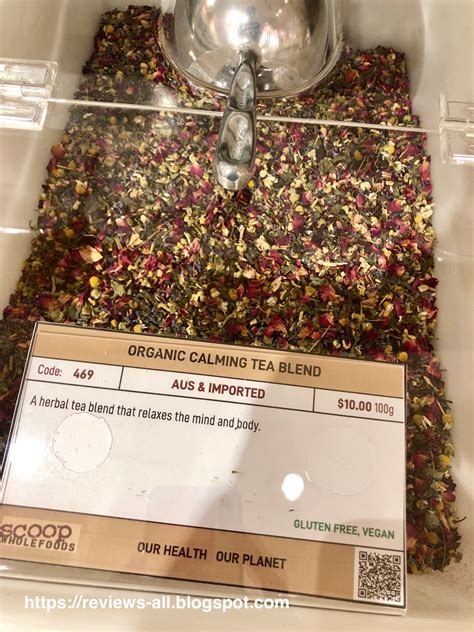 ORGANIC CALMING TEA BLEND
Code: 469
AUS & IMPORTED
$10.00 100g
A herbal tea blend that relaxes the mind and body.
GLUTEN FREE, VEGAN
scoop
WHOLEFOODS
OUR HEALTH OUR PLANET
https://reviews-all.blogspot.com